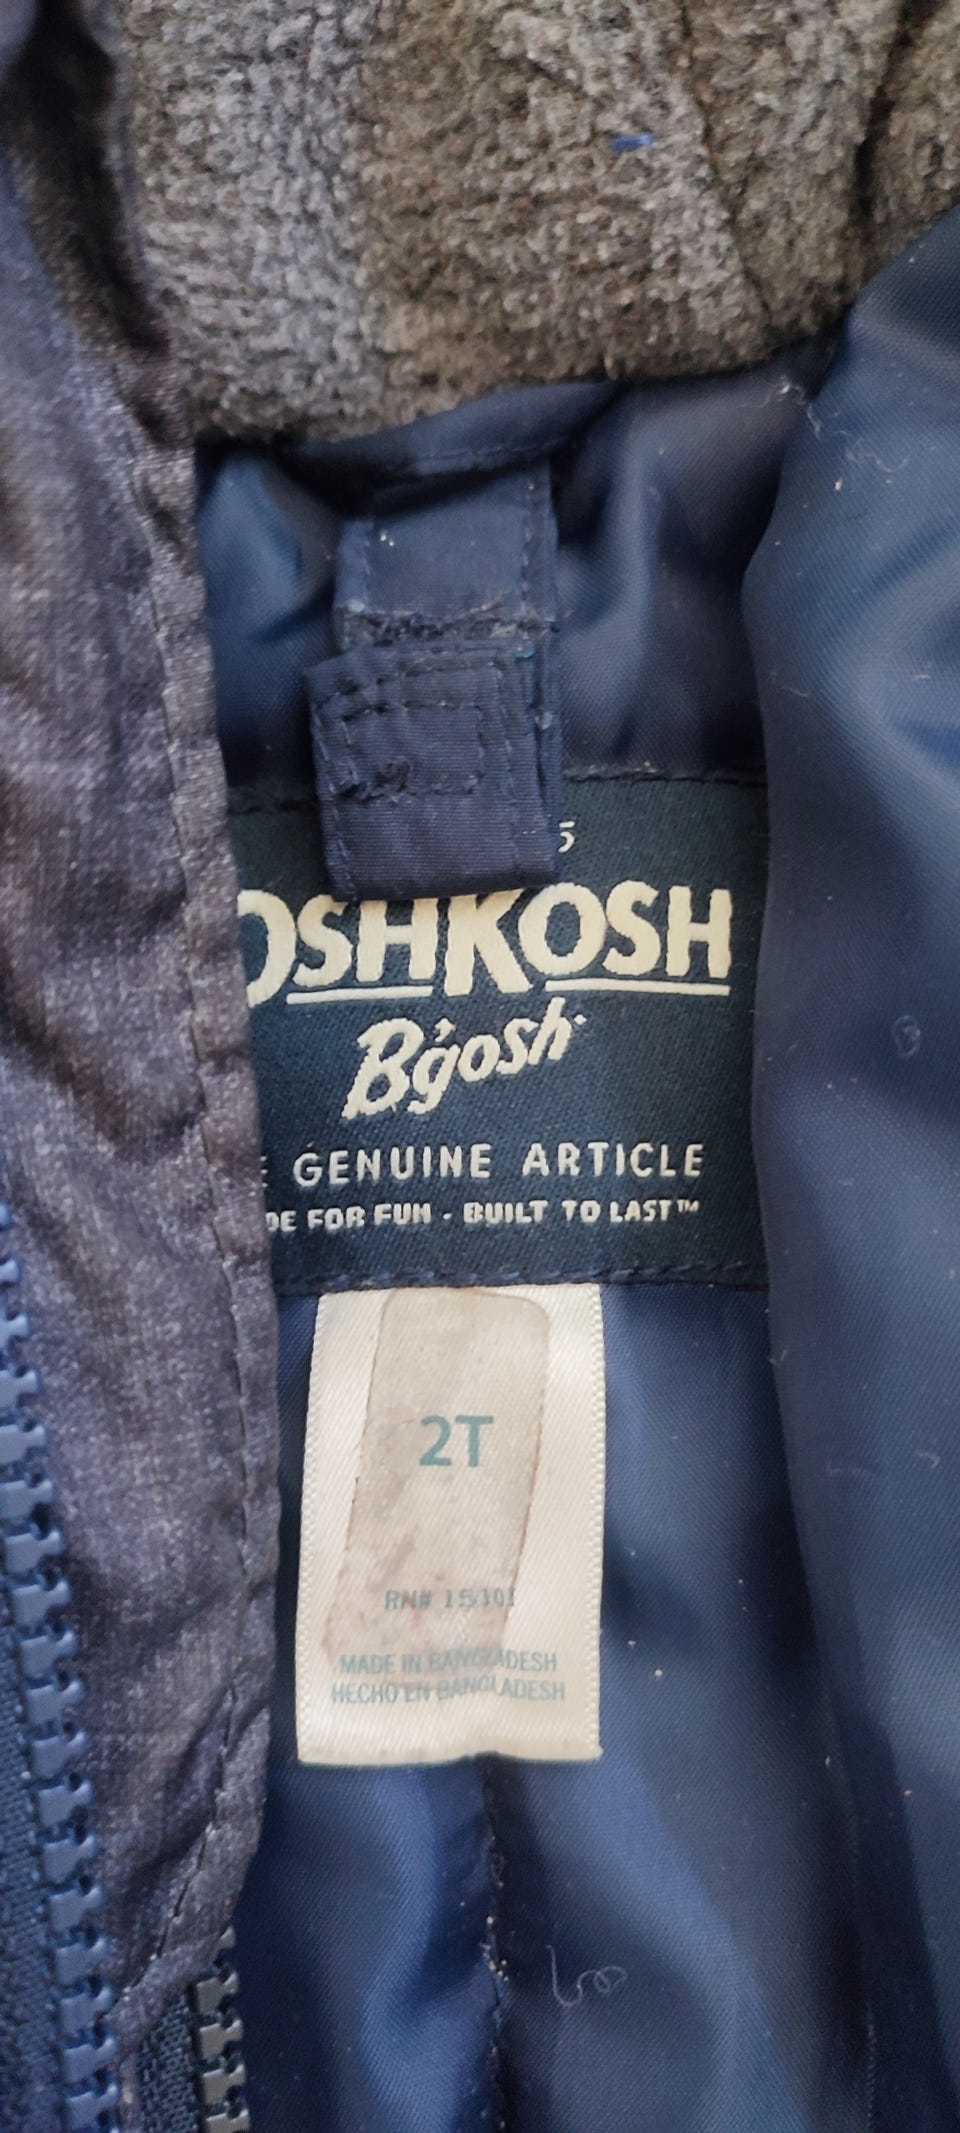 5
OSHKOSH
B'gosh
GENUINE ARTICLE
DE FOR FUN - BUILT TO LAST™
2T
RN# 15101
MADE IN BANGLADESH
HECHO EN BANGLADESH